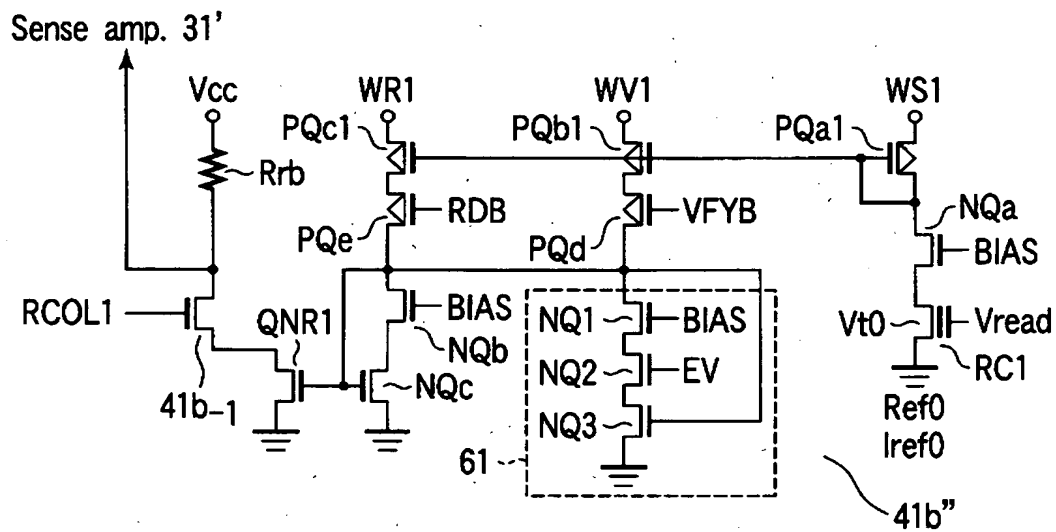 Sense amp. 31'
Vcc WR1 WV1 WS1
PQc1 PQb1 PQa1
Rrb RDB VFYB NQa
PQe PQd BIAS
RCOL1 QNR1 BIAS NQ1 BIAS Vt0 Vread
NQb NQ2 EV RC1
41b-1 NQc NQ3 Ref0
Iref0
61
41b"